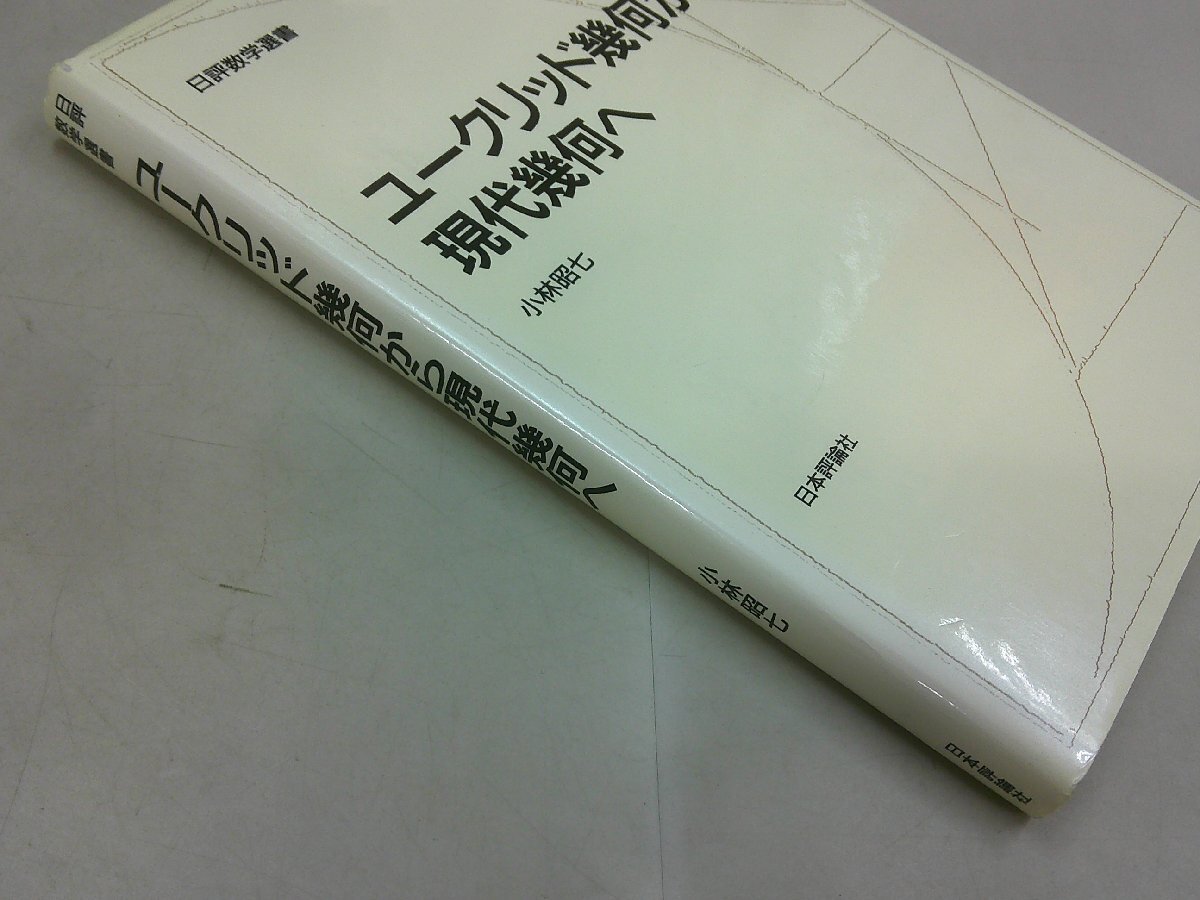 日評数学選書
ユークリッド幾何か
現代幾何へ
小林昭七
日本評論社
日評
数学選書
ユークリッド幾何から現代幾何へ
小林昭七
日本評論社